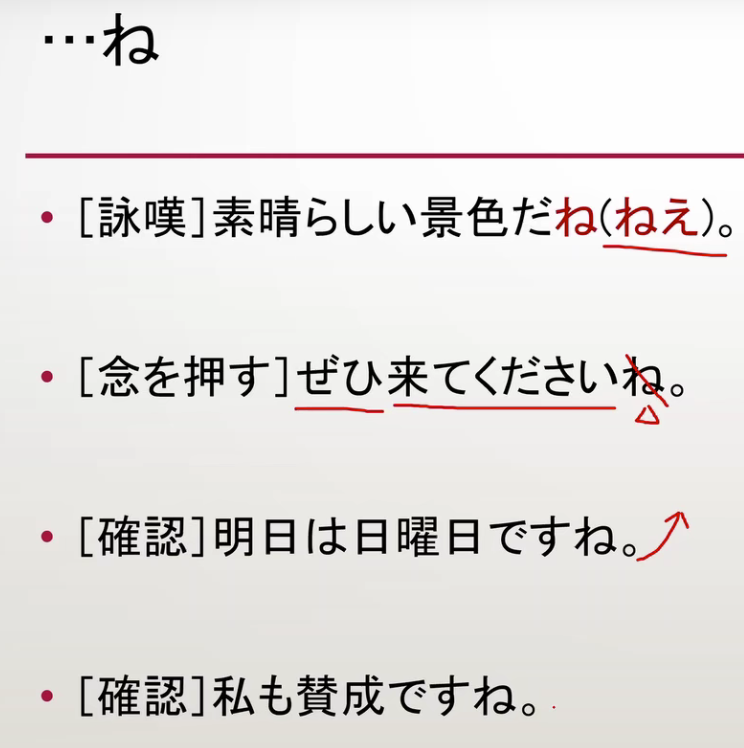 …ね
• [詠嘆]素晴らしい景色だね(ねえ)。
• [念を押す]ぜひ来てくださいね。
• [確認]明日は日曜日ですね。
• [確認]私も賛成ですね。